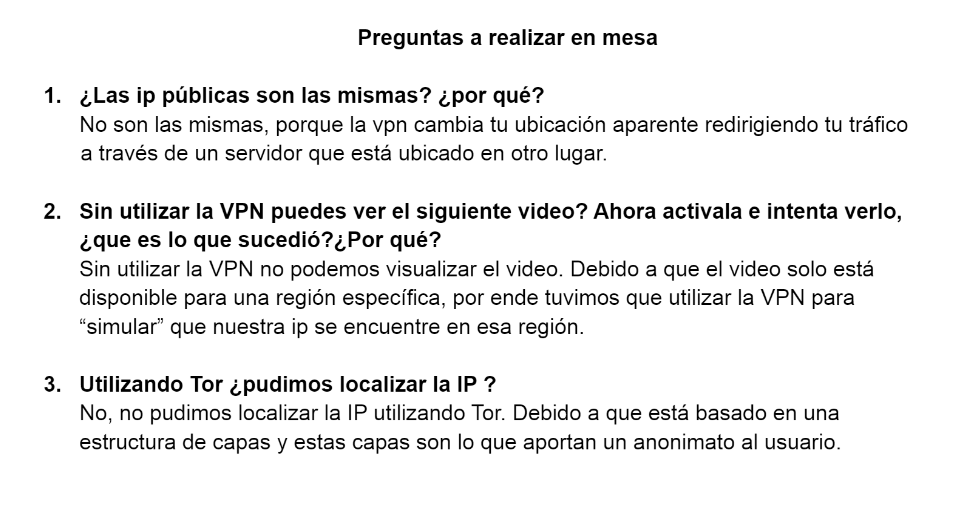 Preguntas a realizar en mesa
1. ¿Las ip públicas son las mismas? ¿por qué?
No son las mismas, porque la vpn cambia tu ubicación aparente redirigiendo tu tráfico
a través de un servidor que está ubicado en otro lugar.
2. Sin utilizar la VPN puedes ver el siguiente video? Ahora activala e intenta verlo,
¿que es lo que sucedió?¿Por qué?
Sin utilizar la VPN no podemos visualizar el video. Debido a que el video solo está
disponible para una región específica, por ende tuvimos que utilizar la VPN para
“simular” que nuestra ip se encuentre en esa región.
3. Utilizando Tor ¿pudimos localizar la IP ?
No, no pudimos localizar la IP utilizando Tor. Debido a que está basado en una
estructura de capas y estas capas son lo que aportan un anonimato al usuario.